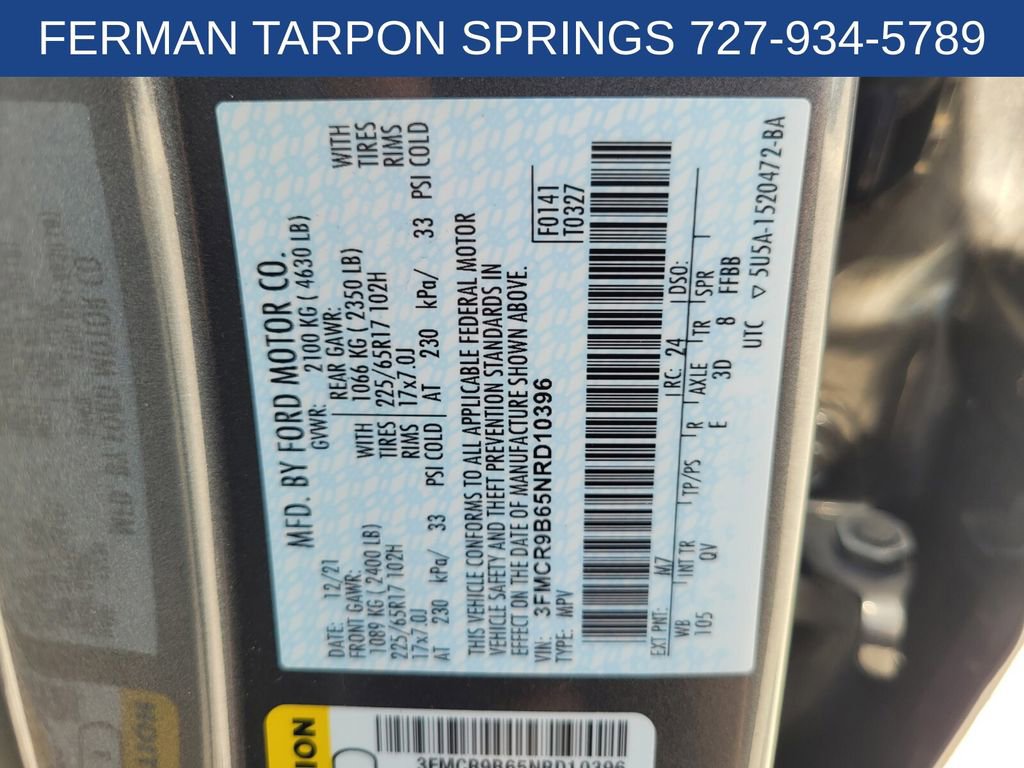 FERMAN TARPON SPRINGS 727-934-5789
MFD. BY FORD MOTOR CO.
DATE: 12/21
GVWR: 2100 KG ( 4630 LB)
FRONT GAWR:
REAR GAWR:
1089 KG ( 2400 LB)
WITH
1066 KG ( 2350 LB)
WITH
225/65R17 102H
TIRES
225/65R17 102H
TIRES
17x7.0J
RIMS
17x7.0J
RIMS
AT 230 kPa/ 33 PSI COLD
AT 230 kPa/ 33 PSI COLD
THIS VEHICLE CONFORMS TO ALL APPLICABLE FEDERAL MOTOR
VEHICLE SAFETY AND THEFT PREVENTION STANDARDS IN
EFFECT ON THE DATE OF MANUFACTURE SHOWN ABOVE.
VIN: 3FMCR9B65NRD10396
TYPE: MPV
F0141
T0327
EXT PNT: M7 RC: 24 DSO:
WB INT TR TP/PS R AXLE TR SPR
105 QV E 3D 8 FFBB
UTC ▽ 5U5A-1520472-BA
ION
3FMCR9B65NRD10396